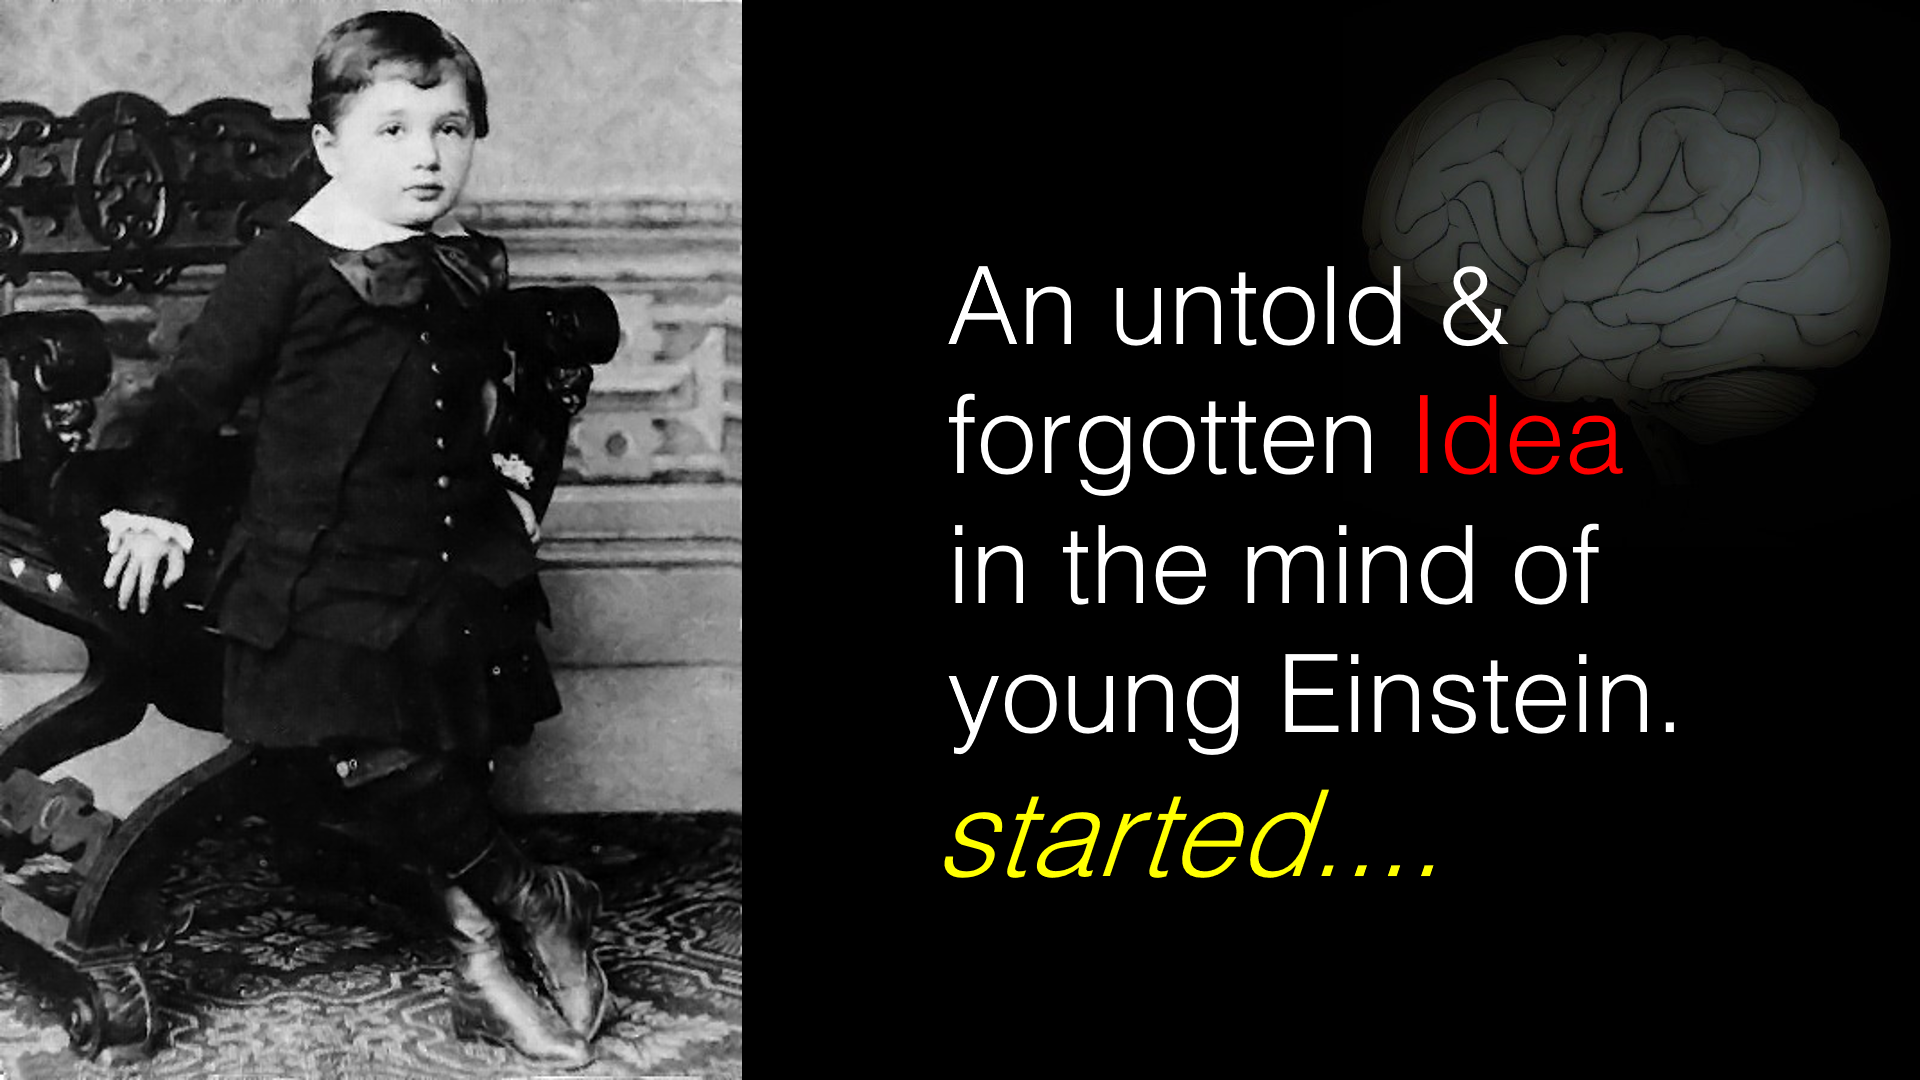 An untold &
forgotten Idea
in the mind of
young Einstein.
started....